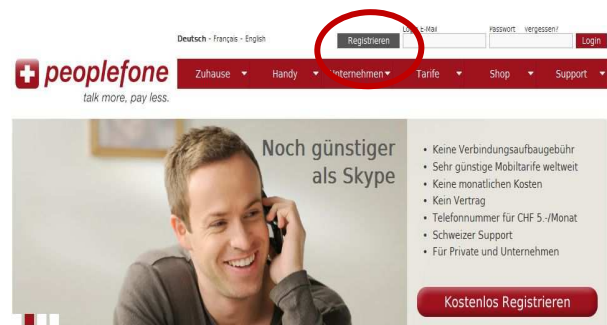 Login E-Mail Passwort vergessen?
Deutsch - Français - English Registrieren Login
peoplefone
talk more, pay less.
Zuhause Handy Unternehmen Tarife Shop Support
Noch günstiger
als Skype
• Keine Verbindungsaufbaugebühr
• Sehr günstige Mobiltarife weltweit
• Keine monatlichen Kosten
• Kein Vertrag
• Telefonnummer für CHF 5.-/Monat
• Schweizer Support
• Für Private und Unternehmen
Kostenlos Registrieren